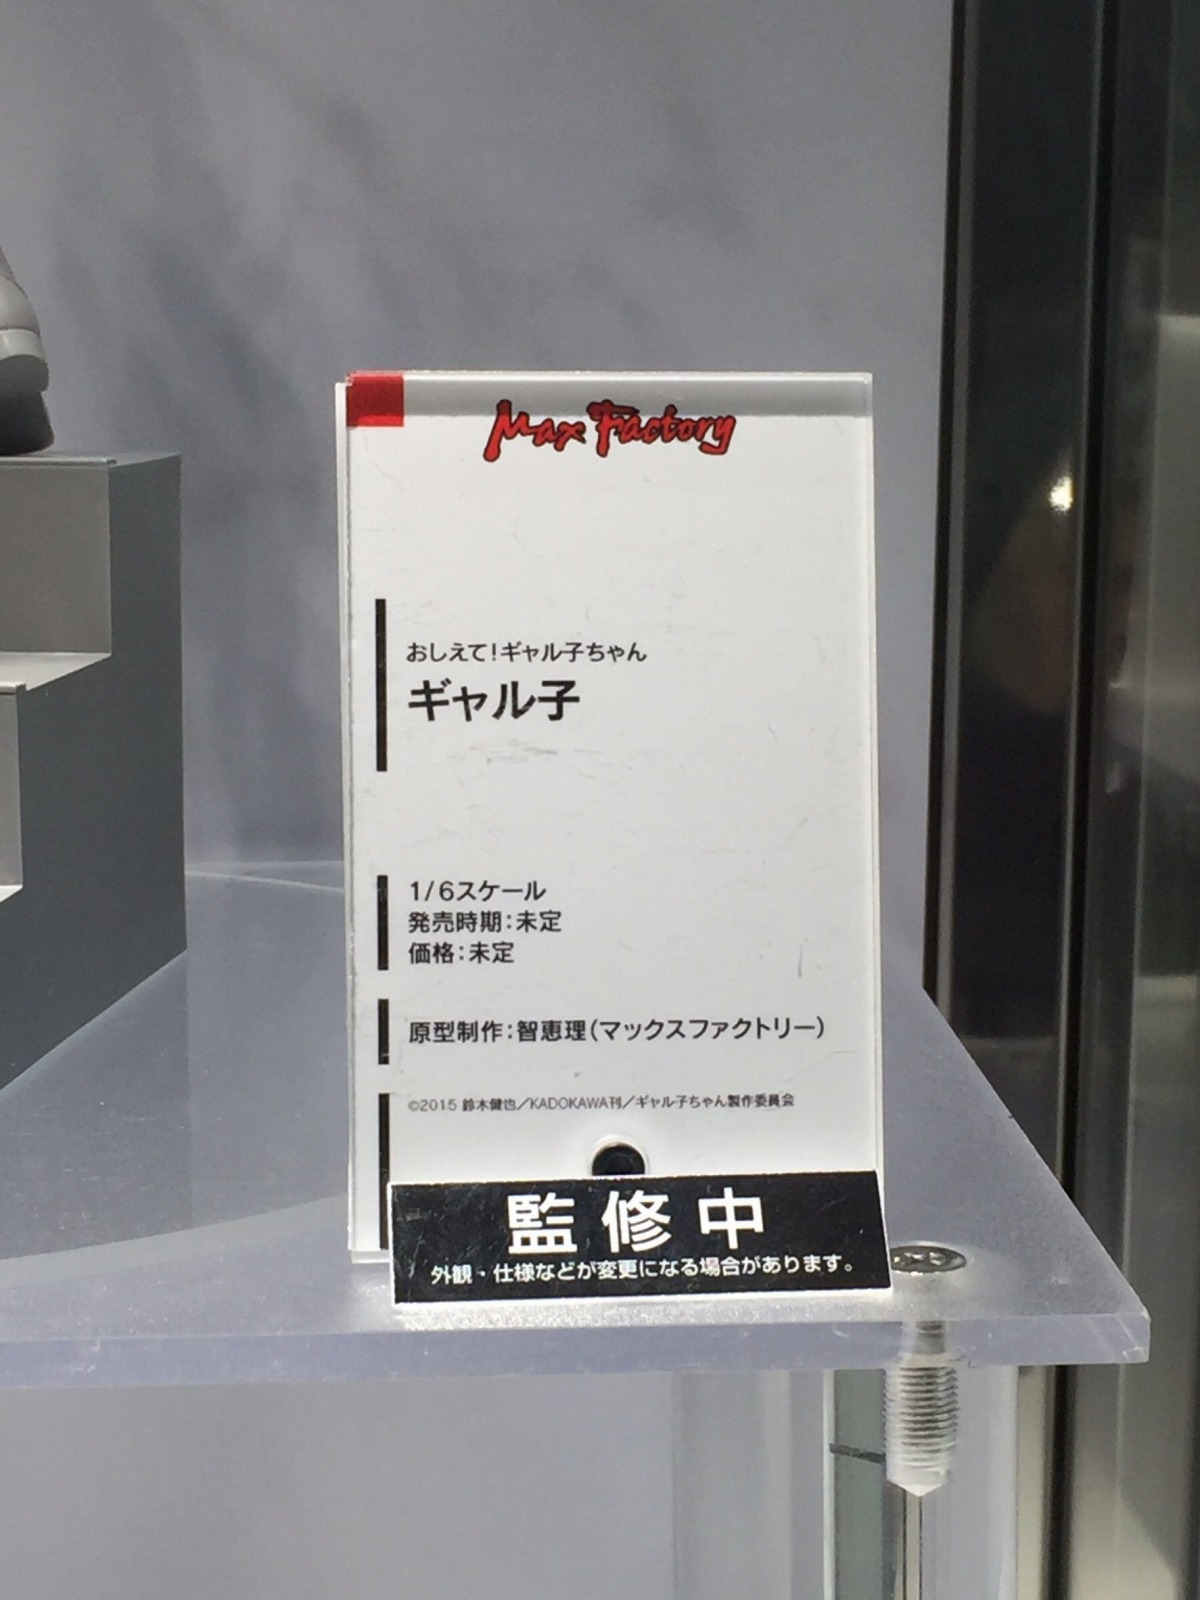 Max Factory
おしえて!ギャル子ちゃん
ギャル子
1/6スケール
発売時期:未定
価格:未定
原型制作:智恵理(マックスファクトリー)
©2015 鈴木健也/KADOKAWA刊/ギャル子ちゃん製作委員会
監修中
外観・仕様などが変更になる場合があります。